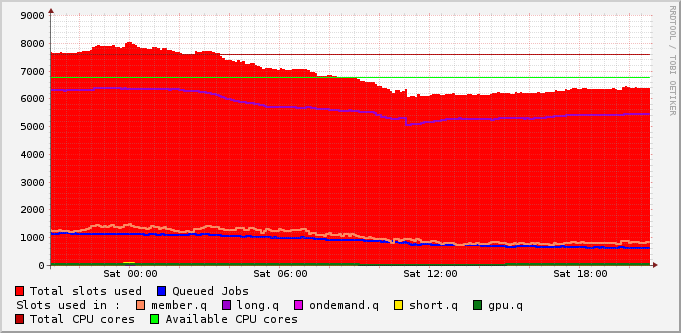 9000
8000
7000
6000
5000
4000
3000
2000
1000
0
Sat 00:00 Sat 06:00 Sat 12:00 Sat 18:00
RRDTOOL / TOBI OETIKER
Total slots used Queued Jobs
Slots used in : member.q long.q ondemand.q short.q gpu.q
Total CPU cores Available CPU cores